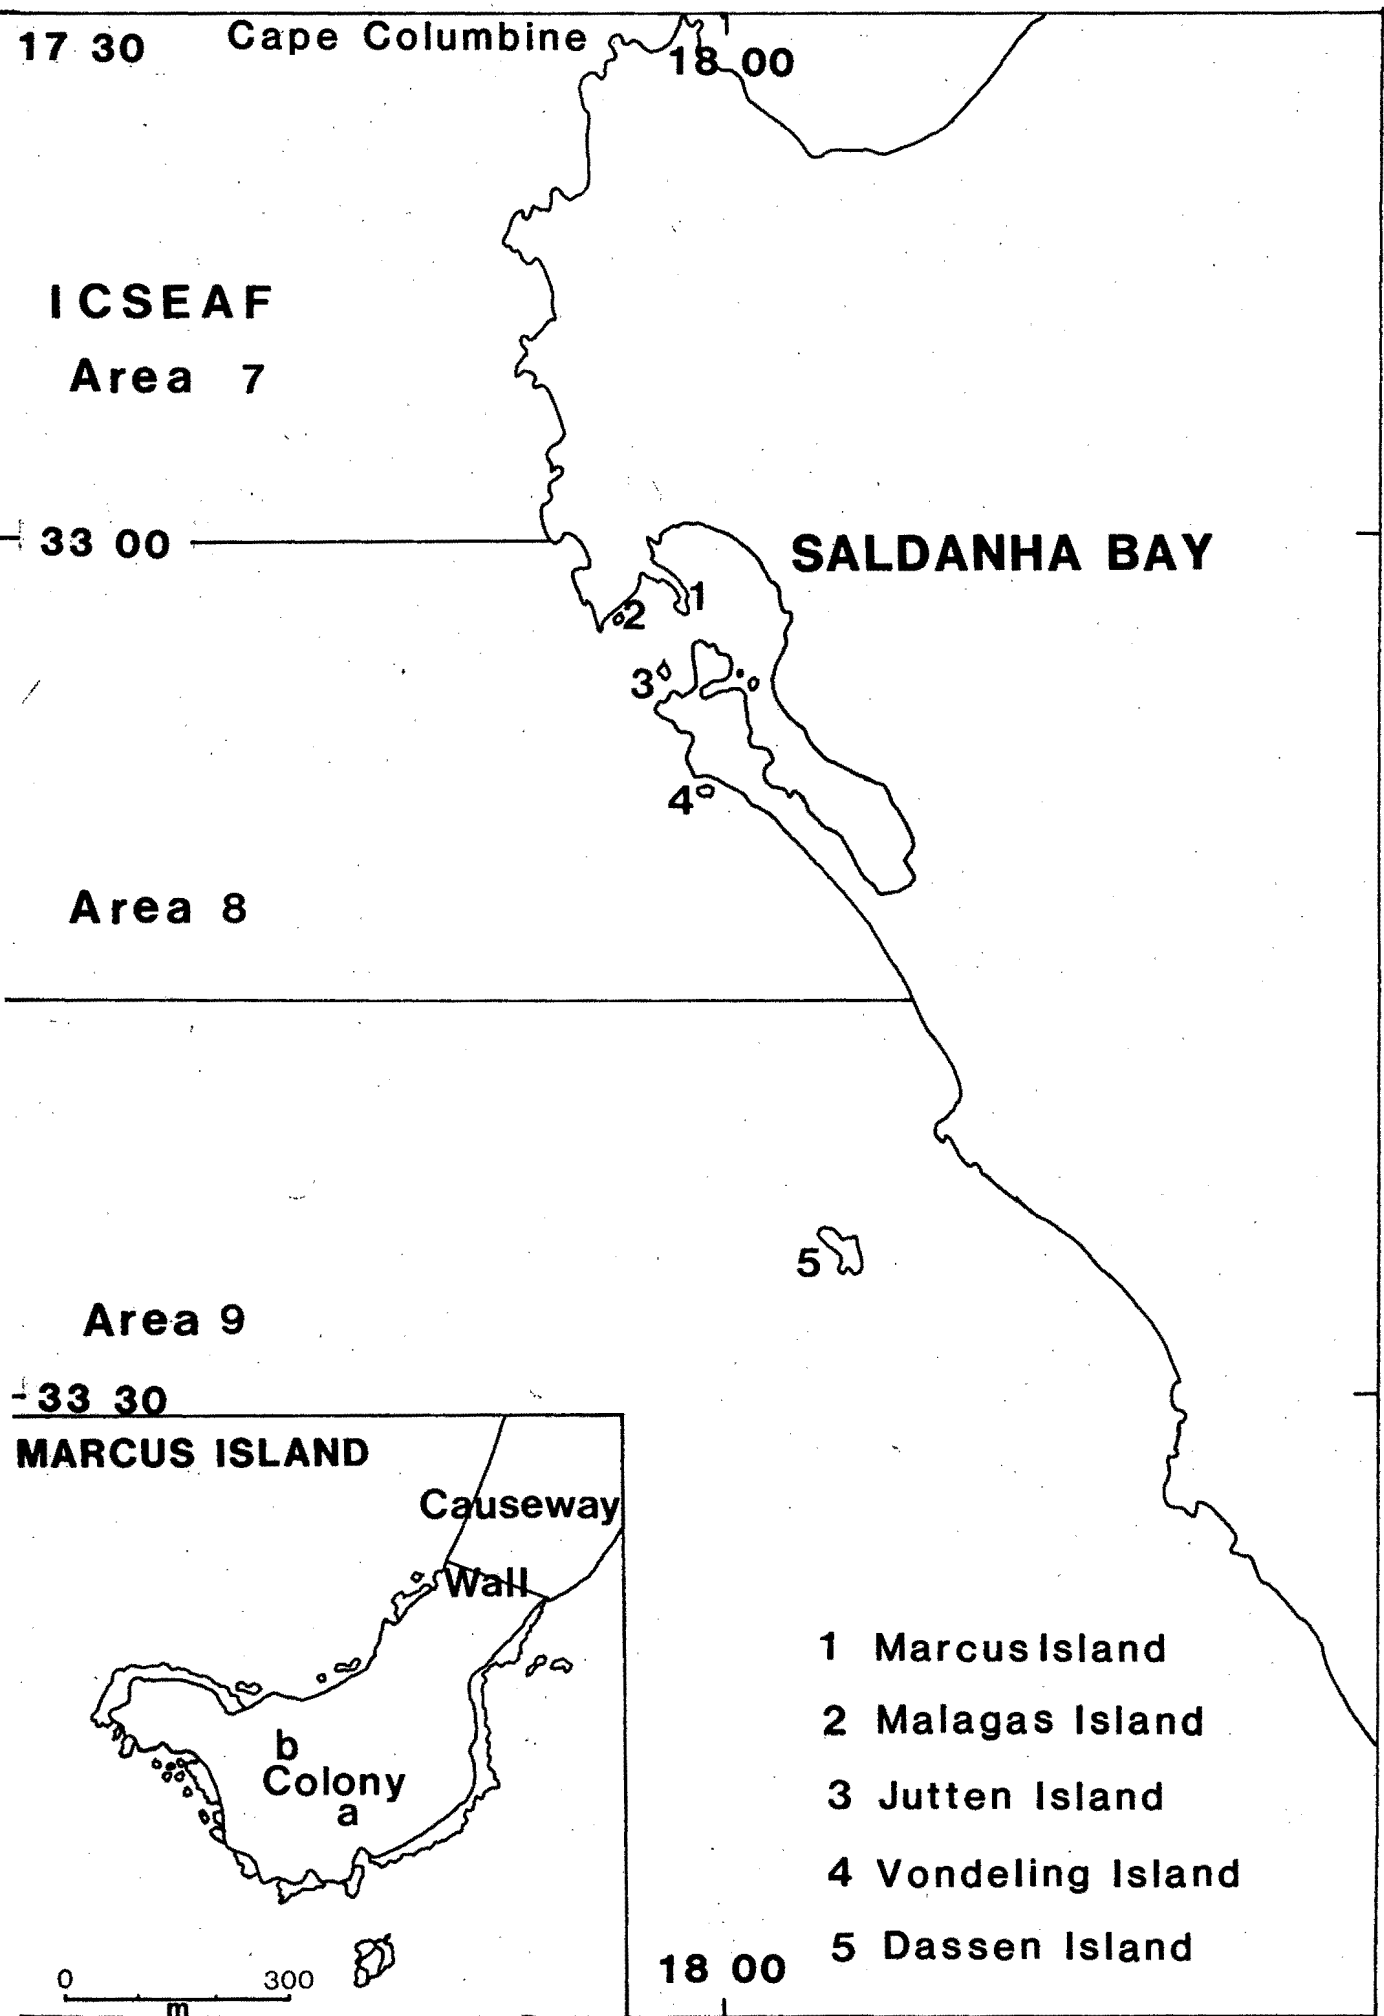 17 30
Cape Columbine
18 00
ICSEAF
Area 7
33 00
SALDANHA BAY
1
2
3
4
Area 8
5
Area 9
33 30
MARCUS ISLAND
Causeway
Wall
b
Colony
a
0 300
m
1 Marcus Island
2 Malagas Island
3 Jutten Island
4 Vondeling Island
5 Dassen Island
18 00